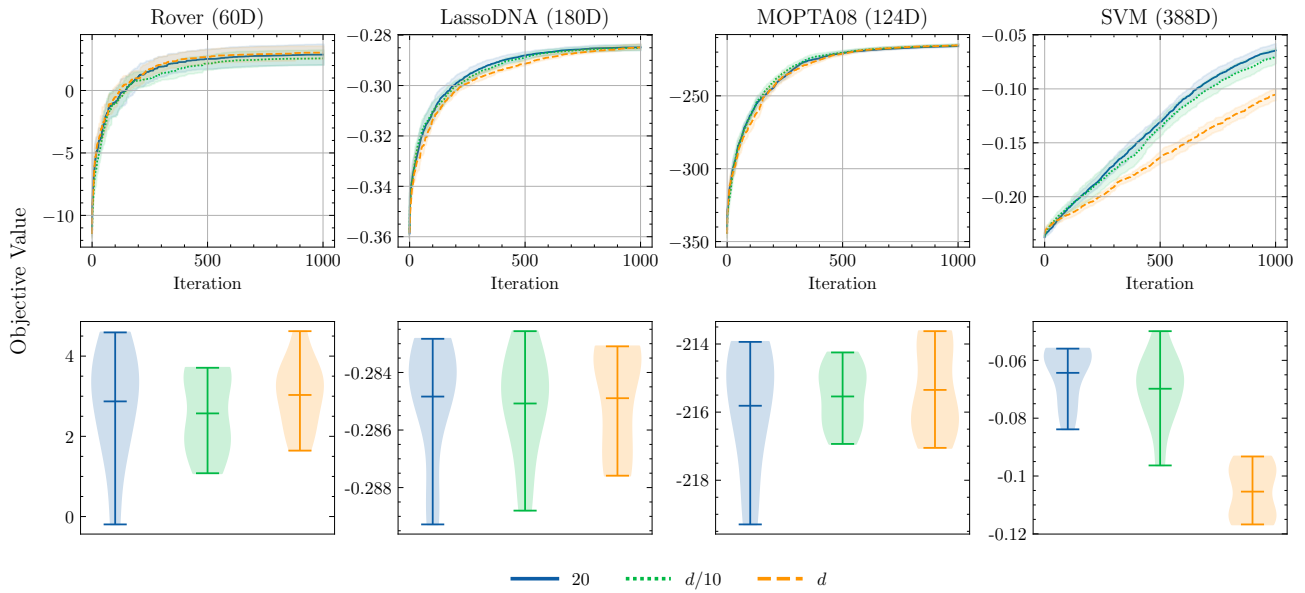 Rover (60D) LassoDNA (180D) MOPTA08 (124D) SVM (388D)
0
−5
−10
0 500 1000
Iteration
−0.28
−0.30
−0.32
−0.34
−0.36
0 500 1000
Iteration
−250
−300
−350
0 500 1000
Iteration
−0.05
−0.10
−0.15
−0.20
0 500 1000
Iteration
Objective Value
4
2
0
-0.284
-0.286
-0.288
-214
-216
-218
-0.06
-0.08
-0.1
-0.12
20 d/10 d